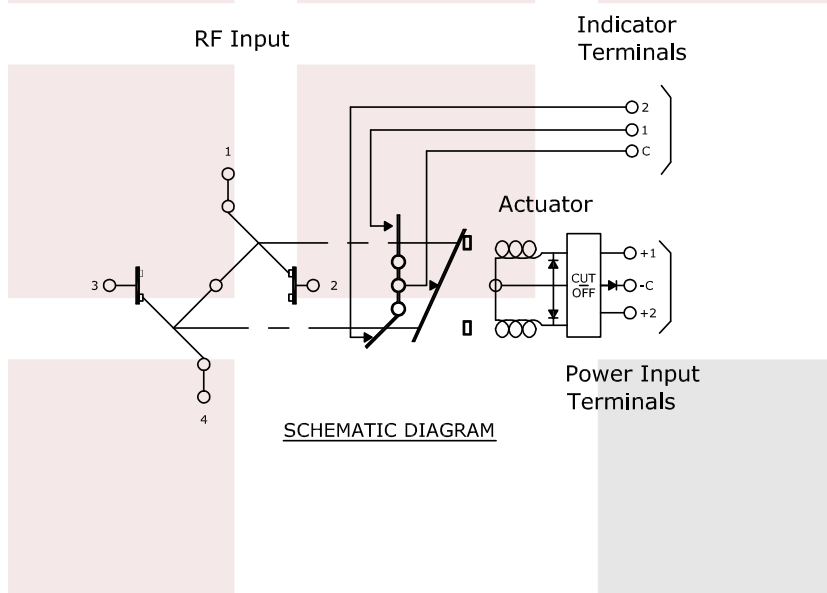 RF Input
Indicator
Terminals
2
1
C
1
Actuator
3
2
CUT
OFF
+1
-C
+2
4
Power Input
Terminals
SCHEMATIC DIAGRAM